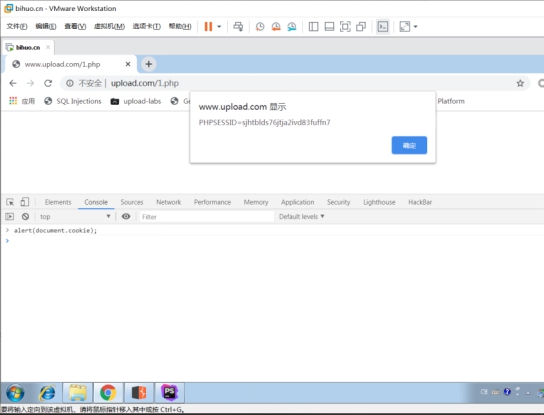 bihuo.cn - VMware Workstation
文件(F) 编辑(E) 查看(V) 虚拟机(M) 选项卡(T) 帮助(H)
bihuo.cn ×
www.upload.com/1.php × +
不安全 | upload.com/1.php
应用 SQL Injections upload-labs Platform
www.upload.com 显示
PHPSESSID=sjhtblds76jtja2ivd83fuffn7
确定
Elements Console Sources Network Performance Memory Application Security Lighthouse HackBar
top Filter Default levels ▼
> alert(document.cookie);
>
PS
要将输入定向到该虚拟机，请将鼠标指针移入其中或按 Ctrl+G。